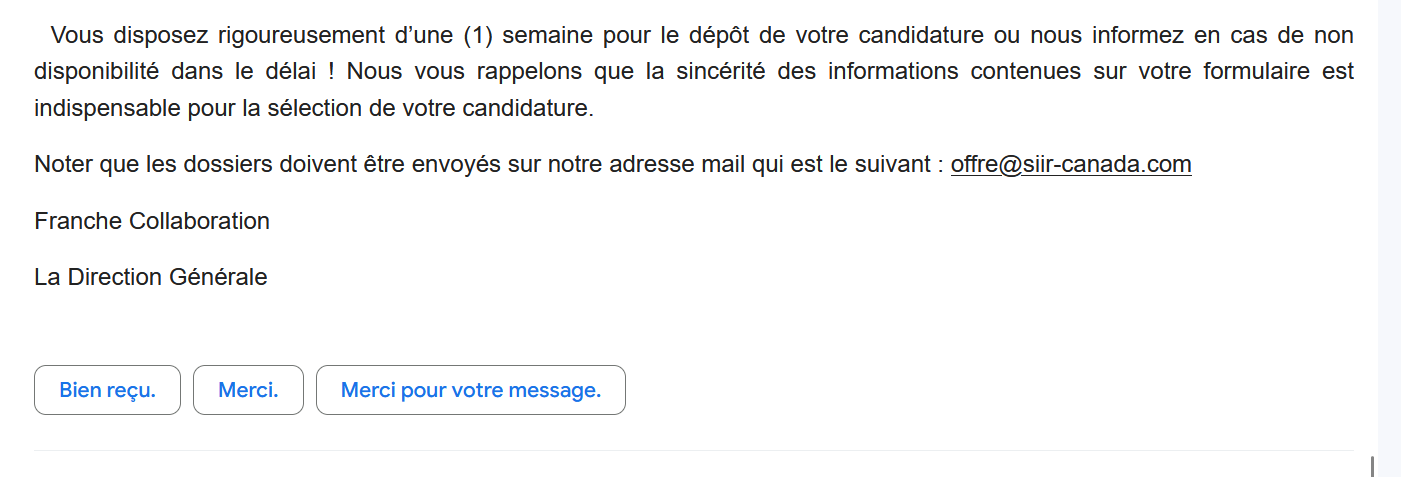 Vous disposez rigoureusement d’une (1) semaine pour le dépôt de votre candidature ou nous informez en cas de non
disponibilité dans le délai ! Nous vous rappelons que la sincérité des informations contenues sur votre formulaire est
indispensable pour la sélection de votre candidature.
Noter que les dossiers doivent être envoyés sur notre adresse mail qui est le suivant : offre@siir-canada.com
Franche Collaboration
La Direction Générale
Bien reçu. Merci. Merci pour votre message.